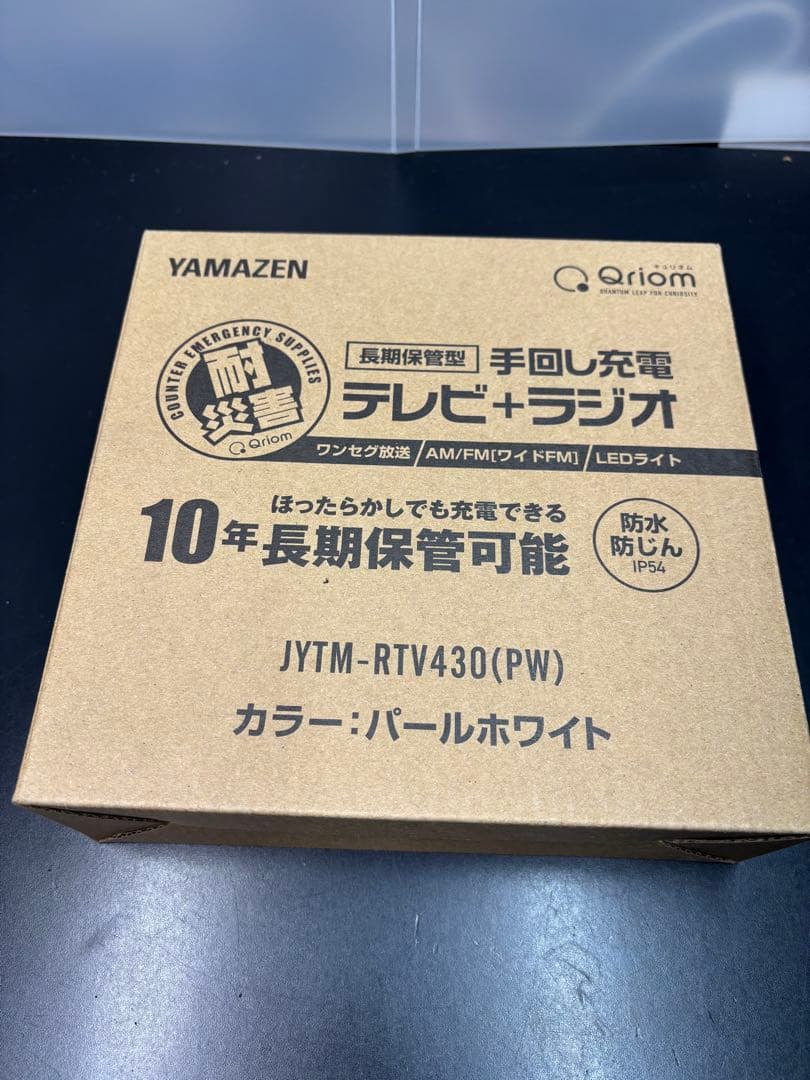 YAMAZEN
キュリオム
Qriom
QUANTUM LEAP FOR CURIOSITY
COUNTER EMERGENCY SUPPLIES
耐
災害
Qriom
長期保管型 手回し充電
テレビ+ラジオ
ワンセグ放送/AM/FM[ワイドFM]/LEDライト
ほったらかしでも充電できる
10年長期保管可能
防水
防じん
IP54
JYTM-RTV430(PW)
カラー:パールホワイト